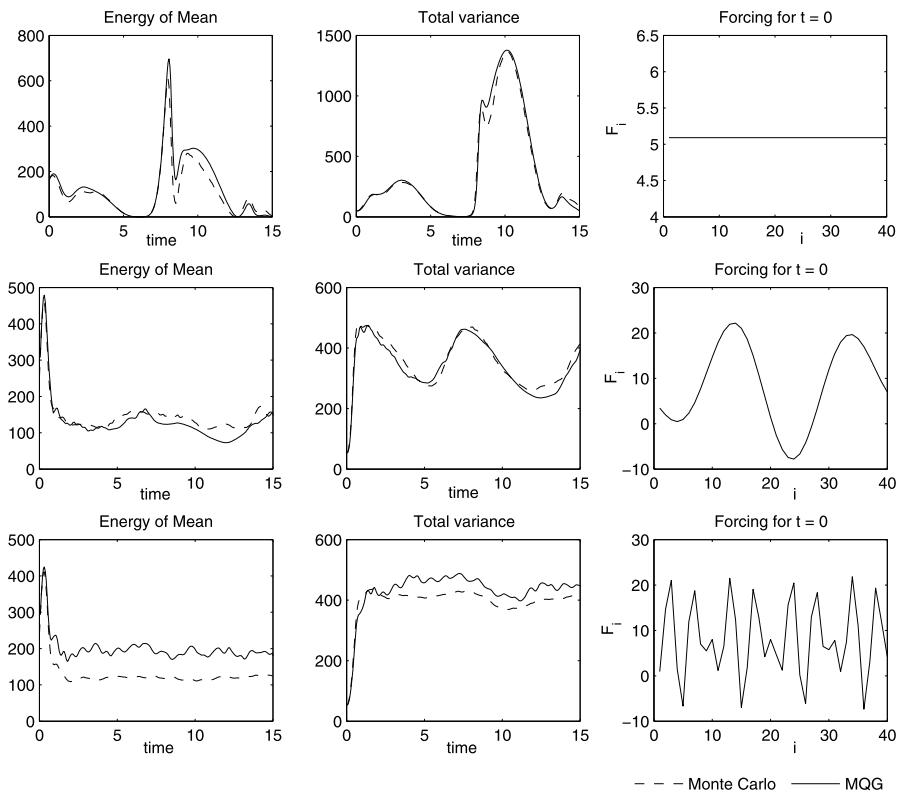 Energy of Mean
Total variance
Forcing for t = 0
800
600
400
200
0
0 5 10 15
time
1500
1000
500
0
0 5 10 15
time
6.5
6
5.5
5
4.5
4
F_i
0 10 20 30 40
i
Energy of Mean
Total variance
Forcing for t = 0
500
400
300
200
100
0
0 5 10 15
time
600
400
200
0
0 5 10 15
time
30
20
10
0
−10
F_i
0 10 20 30 40
i
Energy of Mean
Total variance
Forcing for t = 0
500
400
300
200
100
0
0 5 10 15
time
600
400
200
0
0 5 10 15
time
30
20
10
0
−10
F_i
0 10 20 30 40
i
Monte Carlo MQG